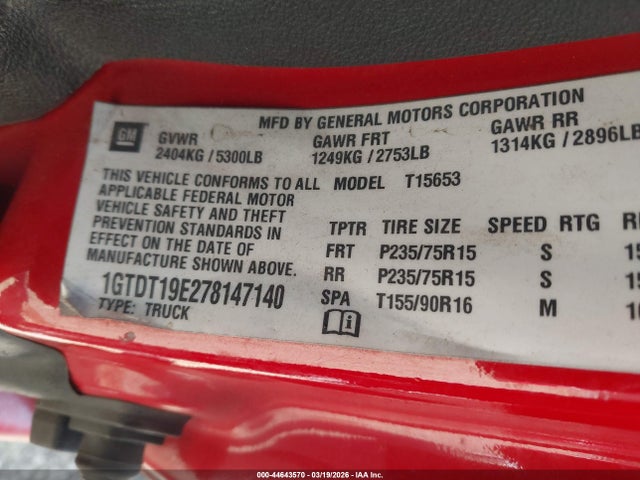 MFD BY GENERAL MOTORS CORPORATION
GM
GVWR GAWR FRT GAWR RR
2404KG / 5300LB 1249KG / 2753LB 1314KG / 2896LB
THIS VEHICLE CONFORMS TO ALL MODEL T15653
APPLICABLE FEDERAL MOTOR
VEHICLE SAFETY AND THEFT
PREVENTION STANDARDS IN
EFFECT ON THE DATE OF
MANUFACTURE SHOWN ABOVE.
1GTDT19E278147140
TYPE: TRUCK
TPTR TIRE SIZE SPEED RTG
FRT P235/75R15 S
RR P235/75R15 S
SPA T155/90R16 M
000-44643570 - 03/19/2026 - IAA Inc.